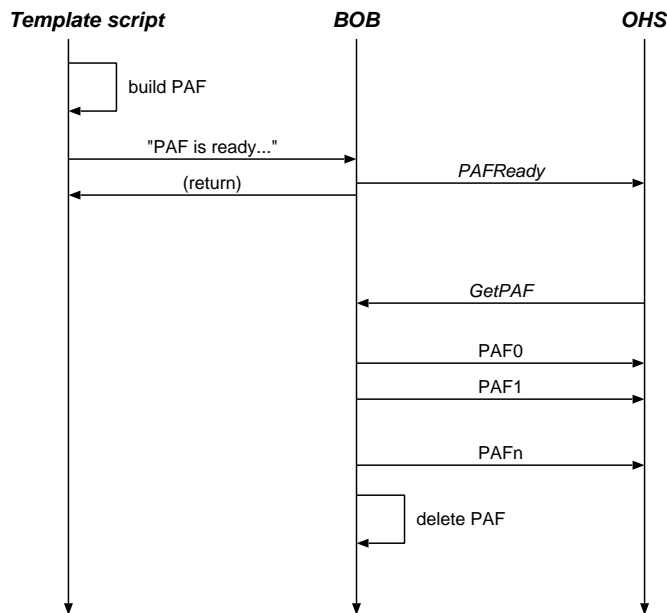 Template script
BOB
OHS
build PAF
"PAF is ready..."
PAFReady
(return)
GetPAF
PAF0
PAF1
PAFn
delete PAF